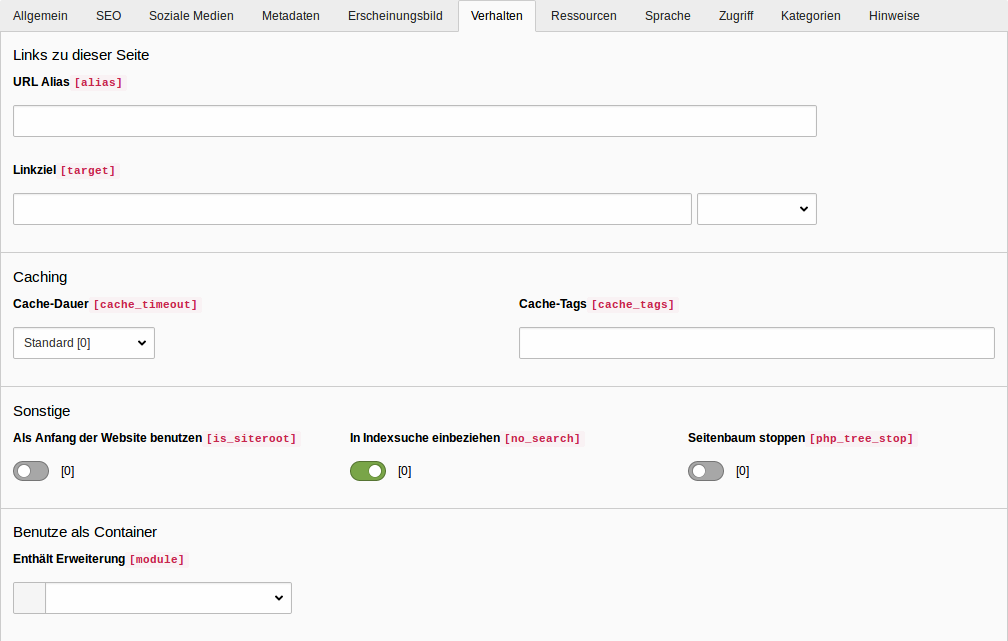 Allgemein SEO Soziale Medien Metadaten Erscheinungsbild Verhalten Ressourcen Sprache Zugriff Kategorien Hinweise
Links zu dieser Seite
URL Alias [alias]
Linkziel [target]
Caching
Cache-Dauer [cache_timeout] Cache-Tags [cache_tags]
Standard [0]
Sonstige
Als Anfang der Website benutzen [is_siteroot] In Indexsuche einbeziehen [no_search] Seitenbaum stoppen [php_tree_stop]
[0] [0] [0]
Benutze als Container
Enthält Erweiterung [module]